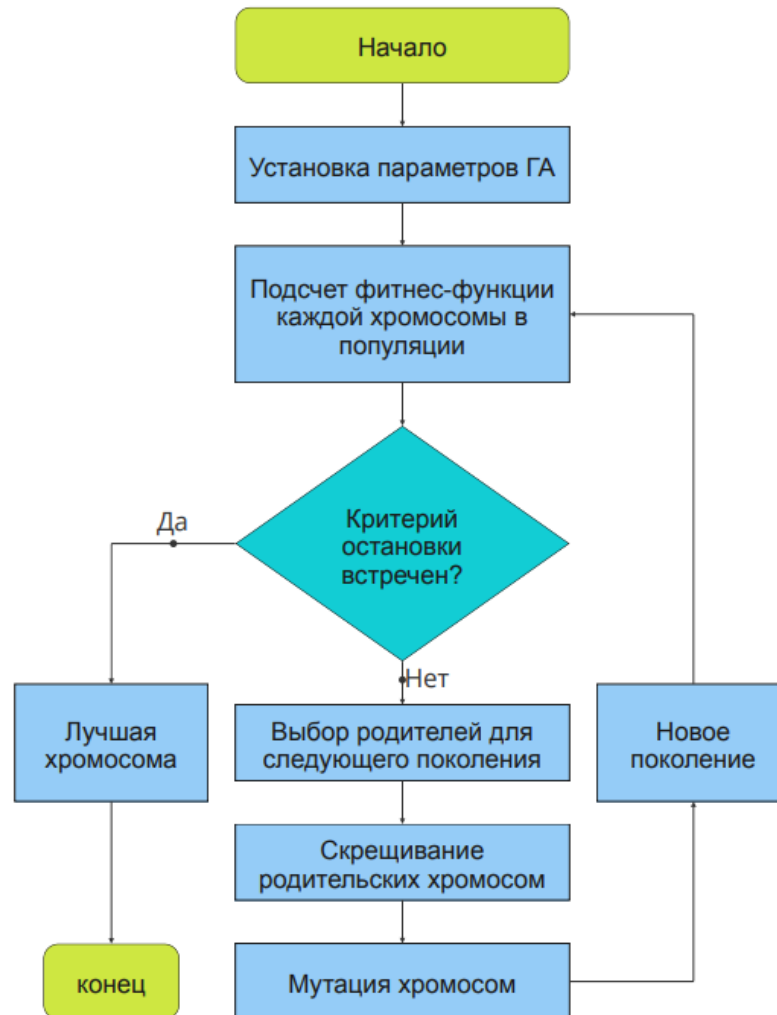 Начало
Установка параметров ГА
Подсчет фитнес-функции
каждой хромосомы в
популяции
Критерий
остановки
встречен?
Да
Нет
Лучшая
хромосома
Выбор родителей для
следующего поколения
Новое
поколение
Скрещивание
родительских хромосом
Мутация хромосом
конец